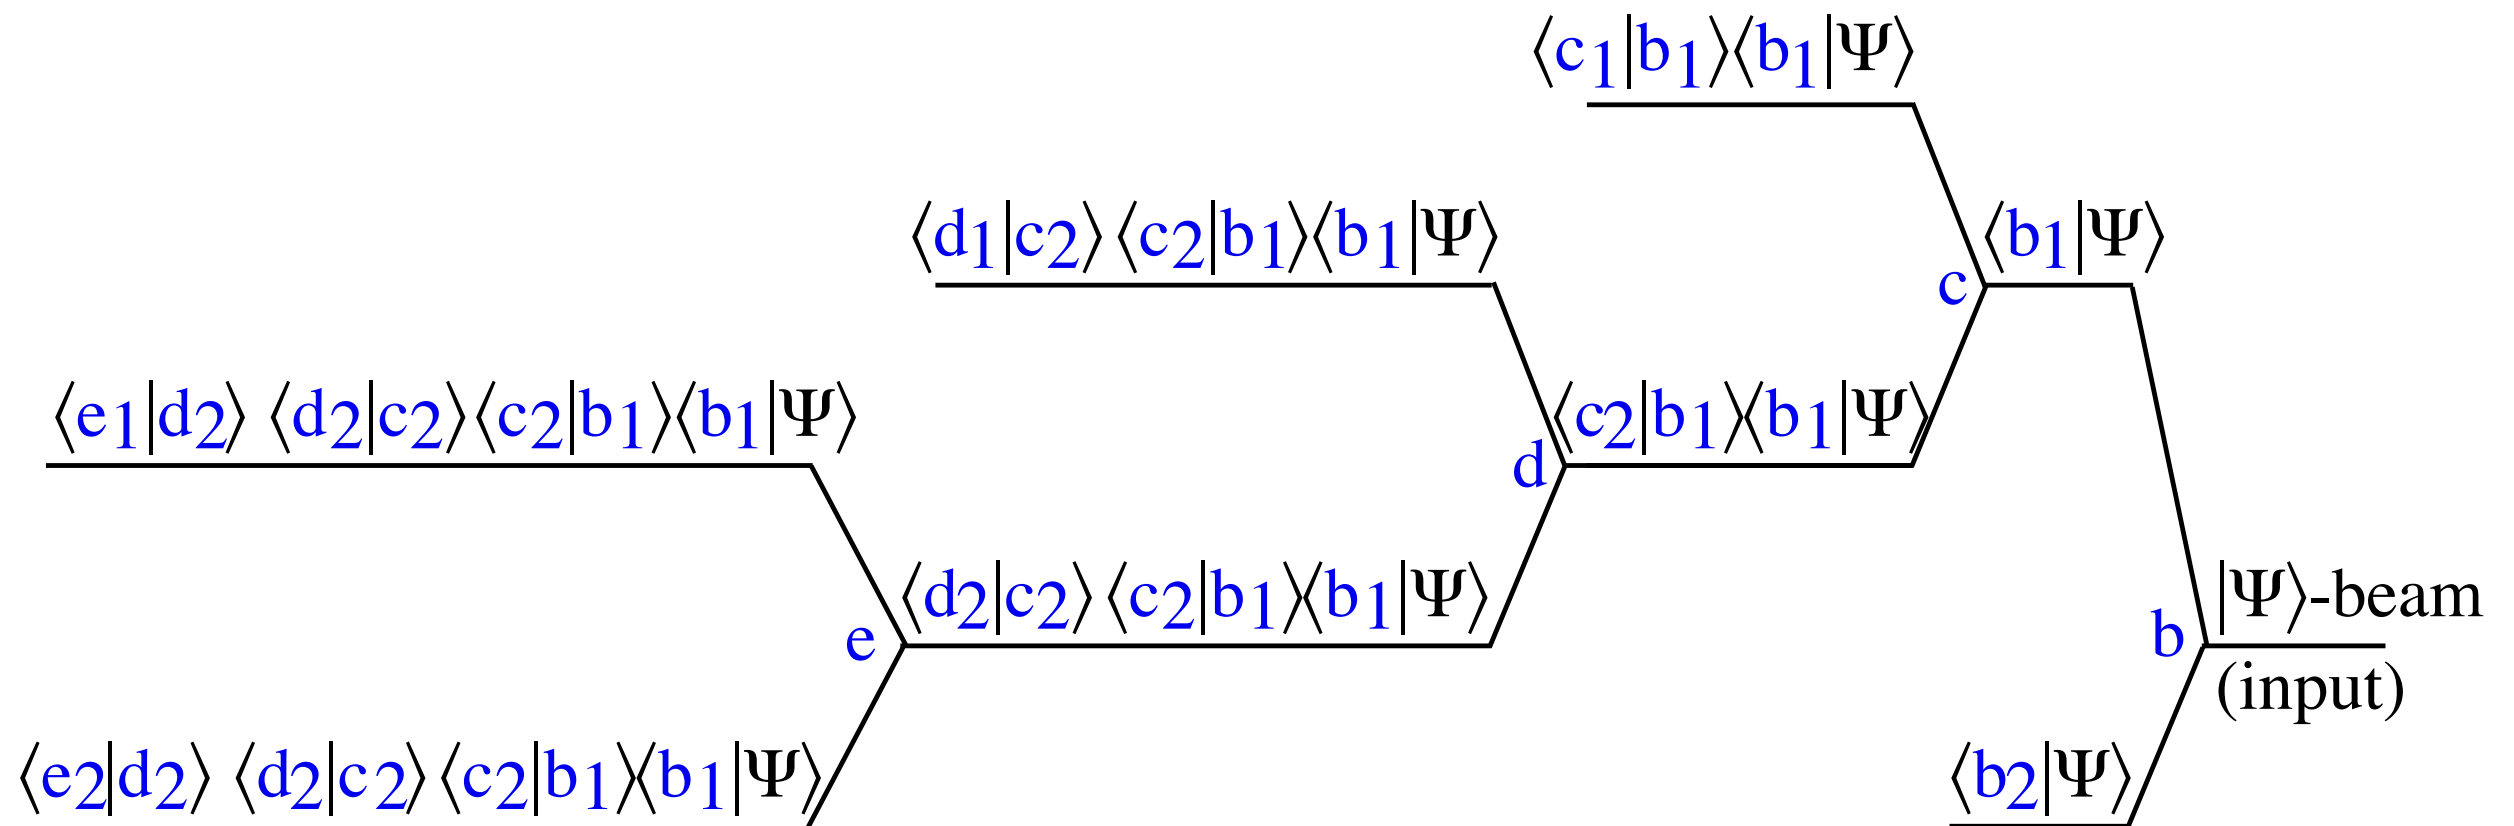 ⟨c₁|b₁⟩⟨b₁|Ψ⟩
⟨d₁|c₂⟩⟨c₂|b₁⟩⟨b₁|Ψ⟩
⟨b₁|Ψ⟩
c
⟨e₁|d₂⟩ ⟨d₂|c₂⟩⟨c₂|b₁⟩⟨b₁|Ψ⟩
⟨c₂|b₁⟩⟨b₁|Ψ⟩
d
⟨d₂|c₂⟩⟨c₂|b₁⟩⟨b₁|Ψ⟩
|Ψ⟩-beam
e
b
(input)
⟨e₂|d₂⟩ ⟨d₂|c₂⟩⟨c₂|b₁⟩⟨b₁|Ψ⟩
⟨b₂|Ψ⟩